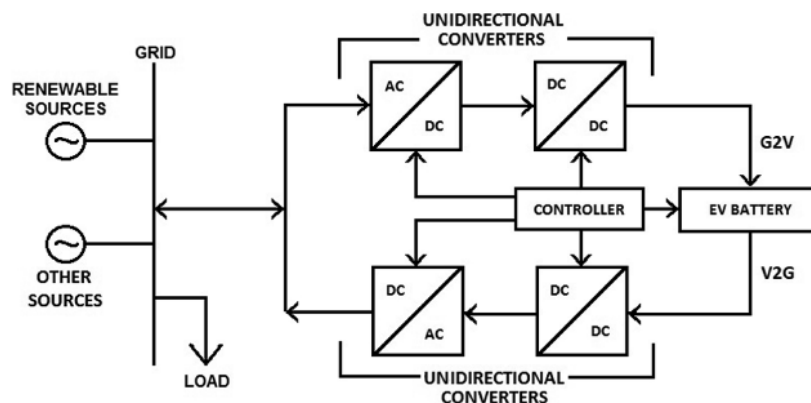 UNIDIRECTIONAL
CONVERTERS
GRID
RENEWABLE
SOURCES
AC
DC
DC
DC
G2V
CONTROLLER
EV BATTERY
OTHER
SOURCES
DC
AC
DC
DC
V2G
LOAD
UNIDIRECTIONAL
CONVERTERS